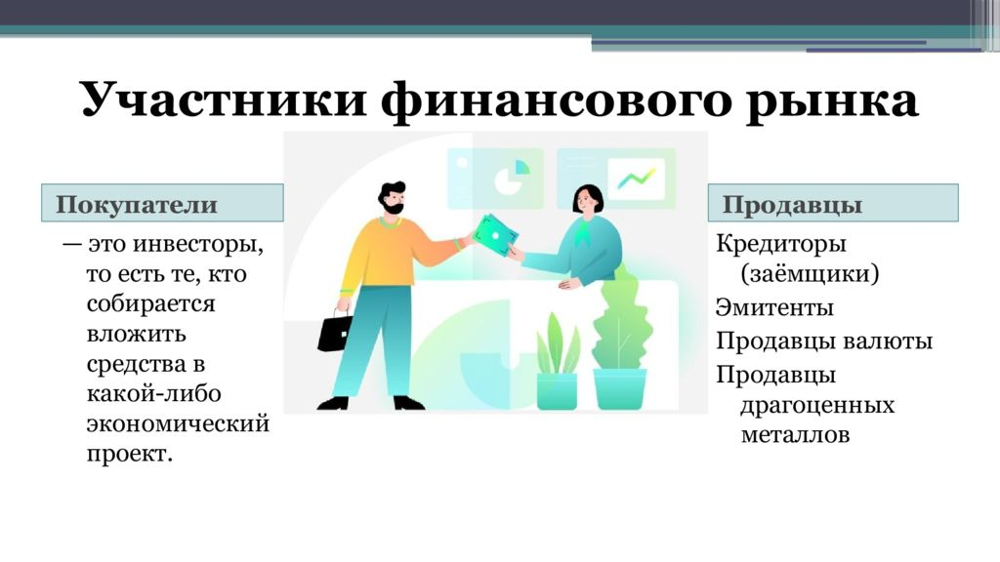 Участники финансового рынка
Покупатели
— это инвесторы,
то есть те, кто
собирается
вложить
средства в
какой-либо
экономический
проект.
Продавцы
Кредиторы
(заёмщики)
Эмитенты
Продавцы валюты
Продавцы
драгоценных
металлов